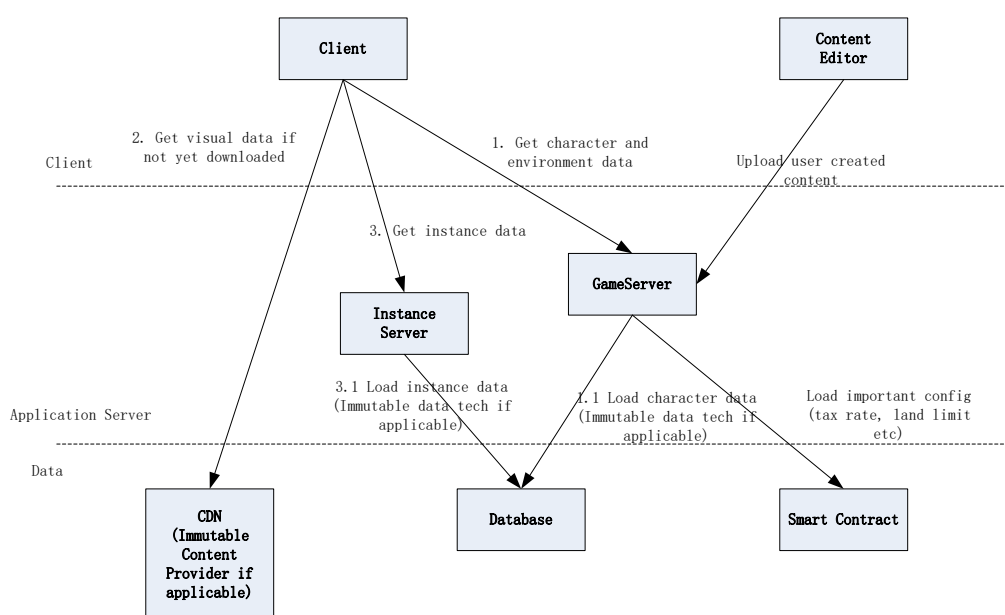 Client
Content
Editor
2. Get visual data if
not yet downloaded
1. Get character and
environment data
Client
Upload user created
content
3. Get instance data
GameServer
Instance
Server
3.1 Load instance data
(Immutable data tech if
applicable)
1.1 Load character data
(Immutable data tech if
applicable)
Load important config
(tax rate, land limit
etc)
Application Server
Data
CDN
(Immutable
Content
Provider if
applicable)
Database
Smart Contract